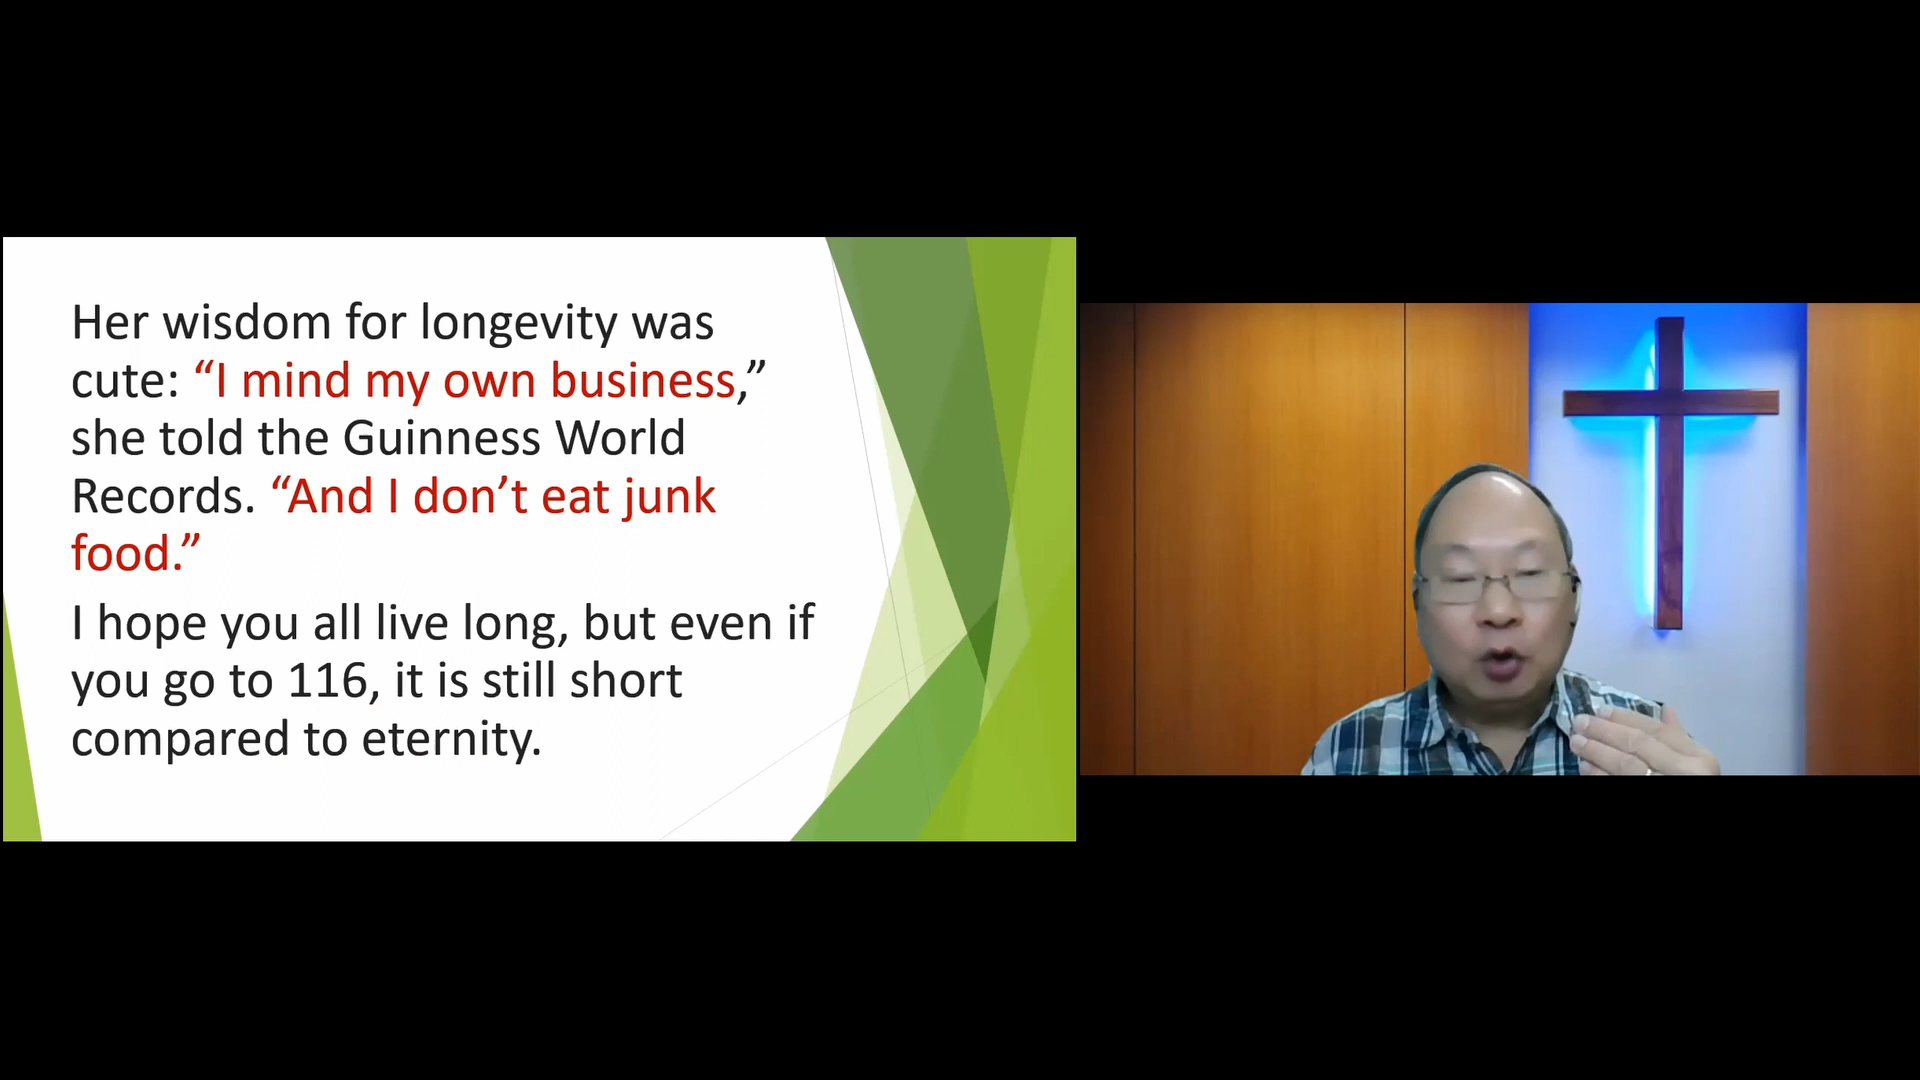 Her wisdom for longevity was
cute: “I mind my own business,”
she told the Guinness World
Records. “And I don’t eat junk
food.”
I hope you all live long, but even if
you go to 116, it is still short
compared to eternity.